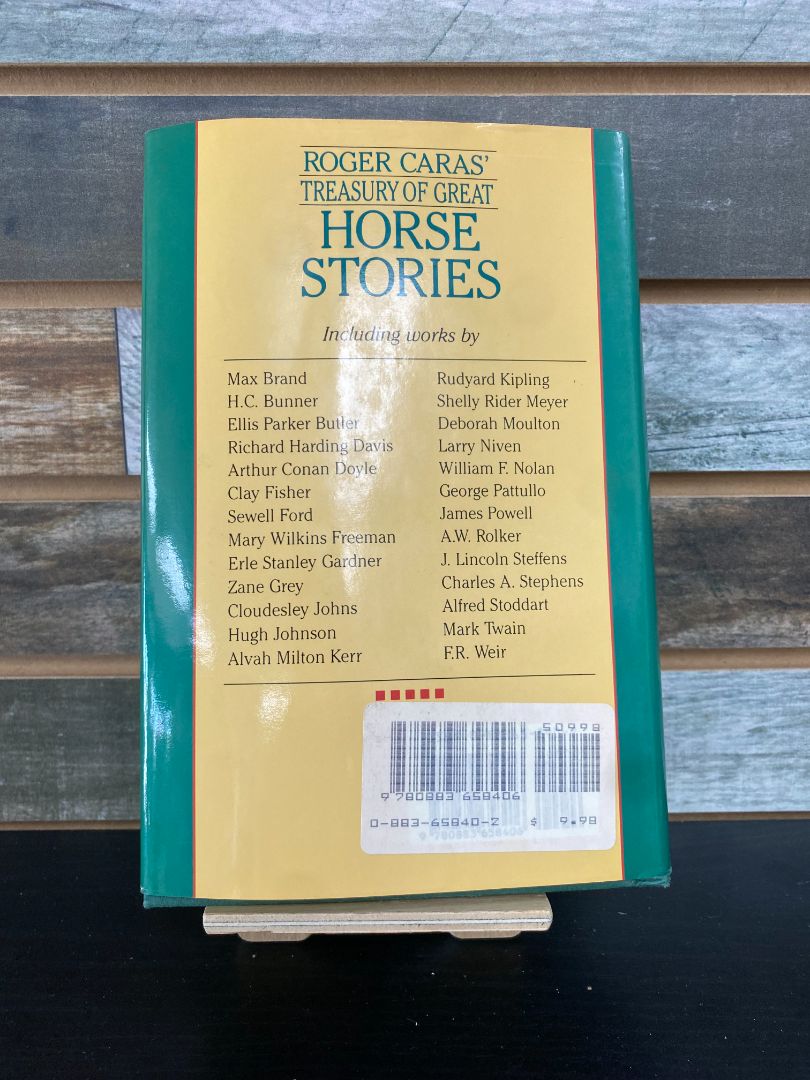 ROGER CARAS'
TREASURY OF GREAT
HORSE
STORIES
Including works by
Max Brand
H.C. Bunner
Ellis Parker Butler
Richard Harding Davis
Arthur Conan Doyle
Clay Fisher
Sewell Ford
Mary Wilkins Freeman
Erle Stanley Gardner
Zane Grey
Cloudesley Johns
Hugh Johnson
Alvah Milton Kerr
Rudyard Kipling
Shelly Rider Meyer
Deborah Moulton
Larry Niven
William F. Nolan
George Pattullo
James Powell
A.W. Rolker
J. Lincoln Steffens
Charles A. Stephens
Alfred Stoddart
Mark Twain
F.R. Weir
50998
9 780883 658406
0-883-65840-2 $ 9.98
9 780883 658406